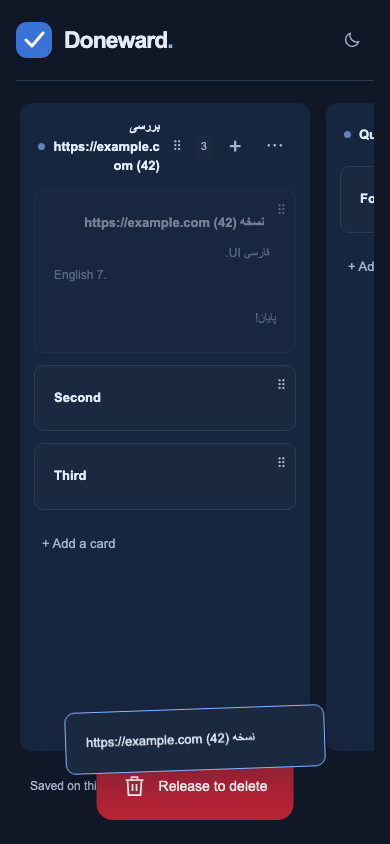 Doneward.
بررسی
https://example.c
om (42)
3
Qu
نسخه https://example.com (42)
فارسی UI.
English 7.
پایان!
Fo
+ Ad
Second
Third
+ Add a card
نسخه https://example.com (42)
Saved on thi
Release to delete